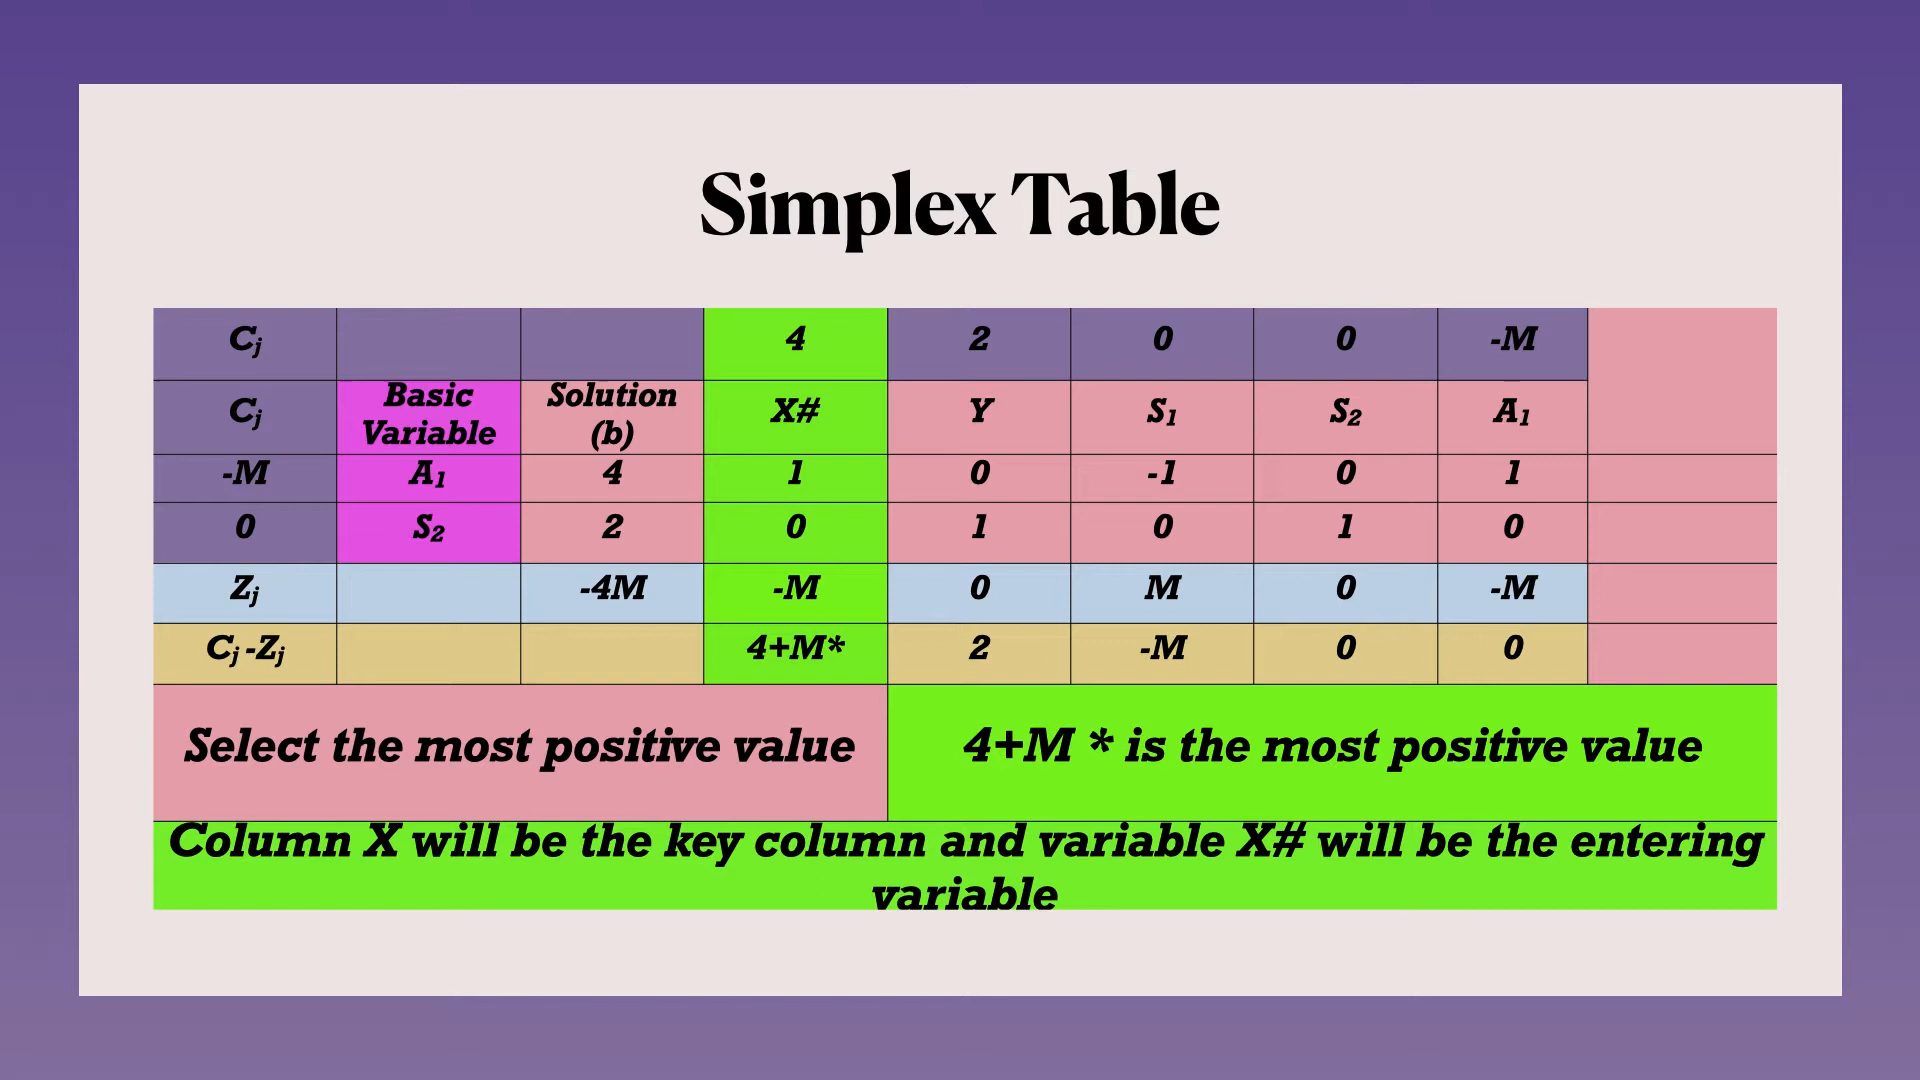 Simplex Table
Cj 4 2 0 0 -M
Cj Basic Variable Solution (b) X# Y S1 S2 A1
-M A1 4 1 0 -1 0 1
0 S2 2 0 1 0 1 0
Zj -4M -M 0 M 0 -M
Cj -Zj 4+M* 2 -M 0 0
Select the most positive value 4+M * is the most positive value
Column X will be the key column and variable X# will be the entering
variable